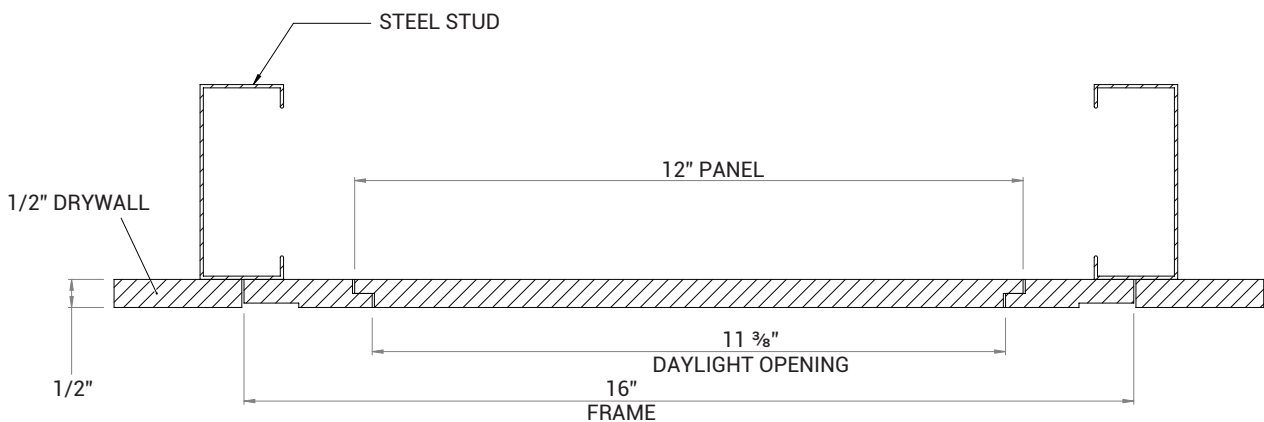 STEEL STUD
12” PANEL
1/2” DRYWALL
11 ⅜”
DAYLIGHT OPENING
1/2”
16”
FRAME